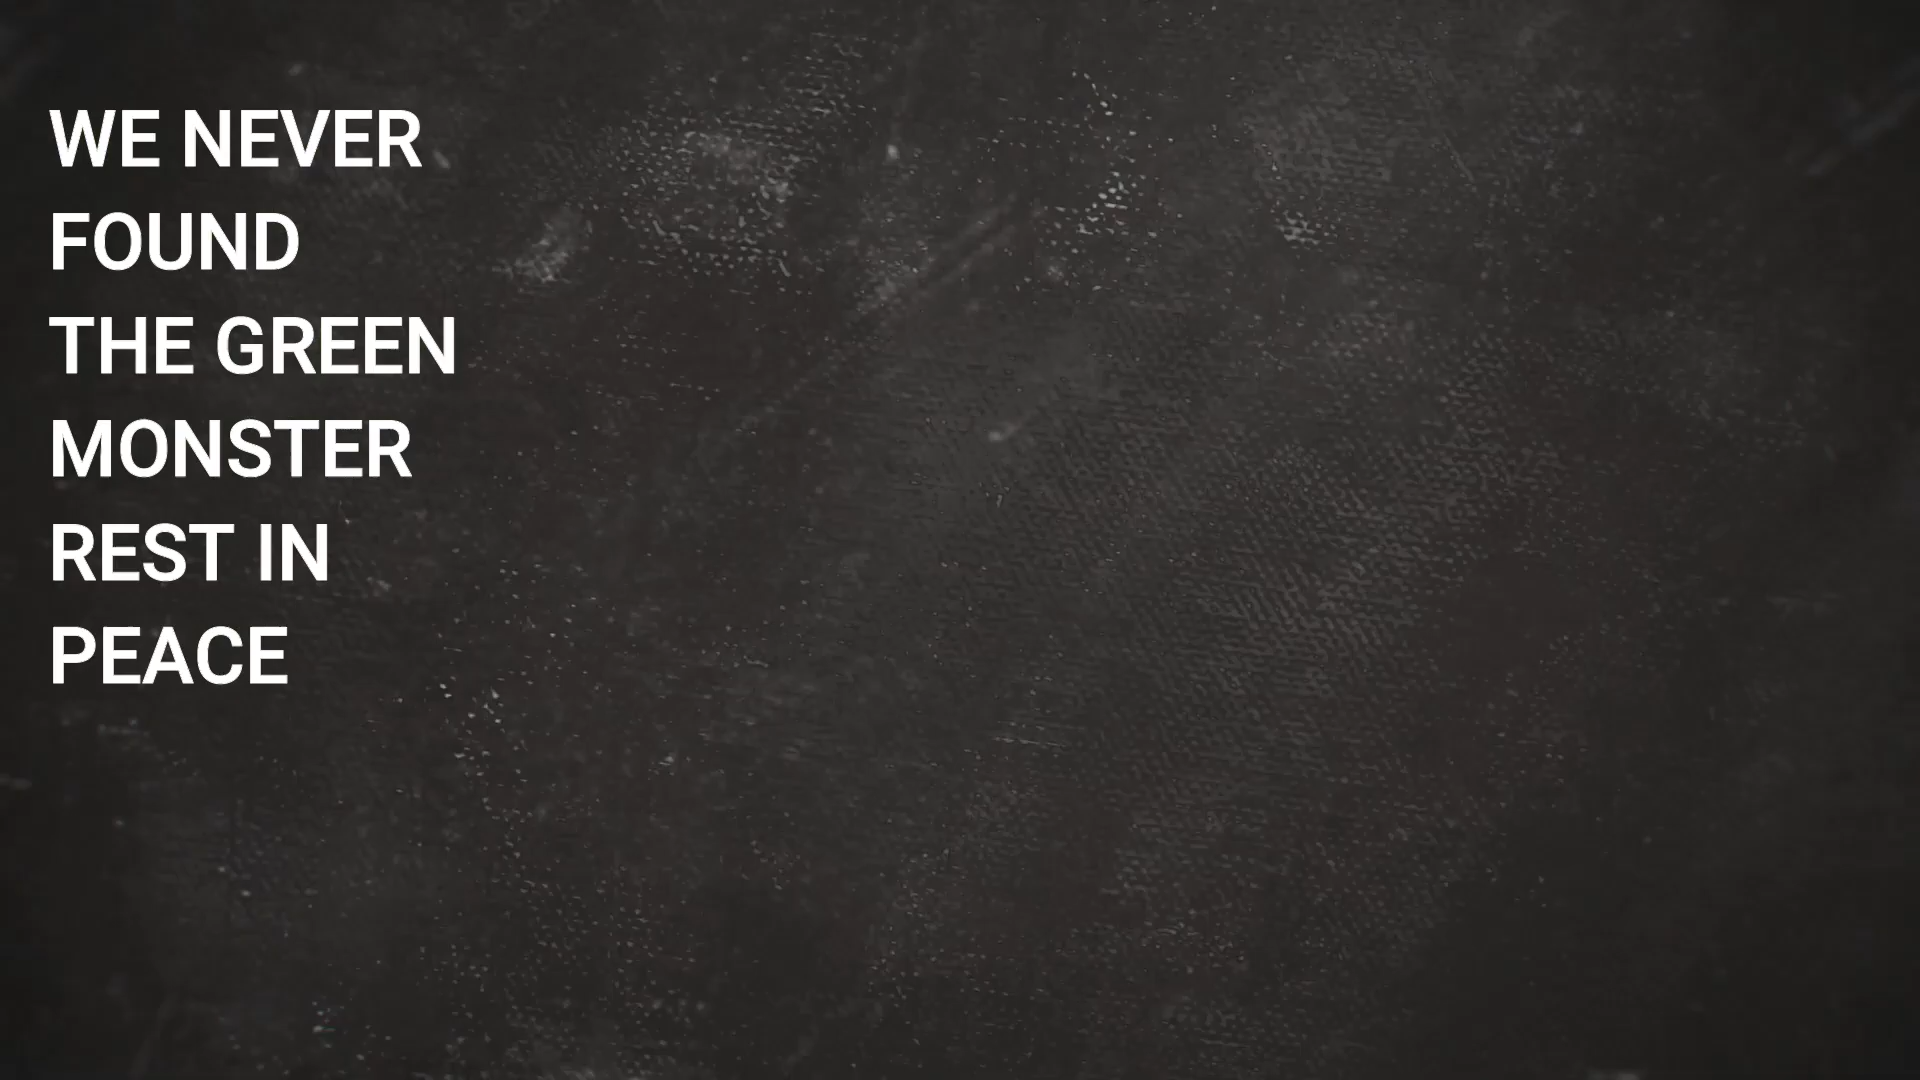 WE NEVER
FOUND
THE GREEN
MONSTER
REST IN
PEACE